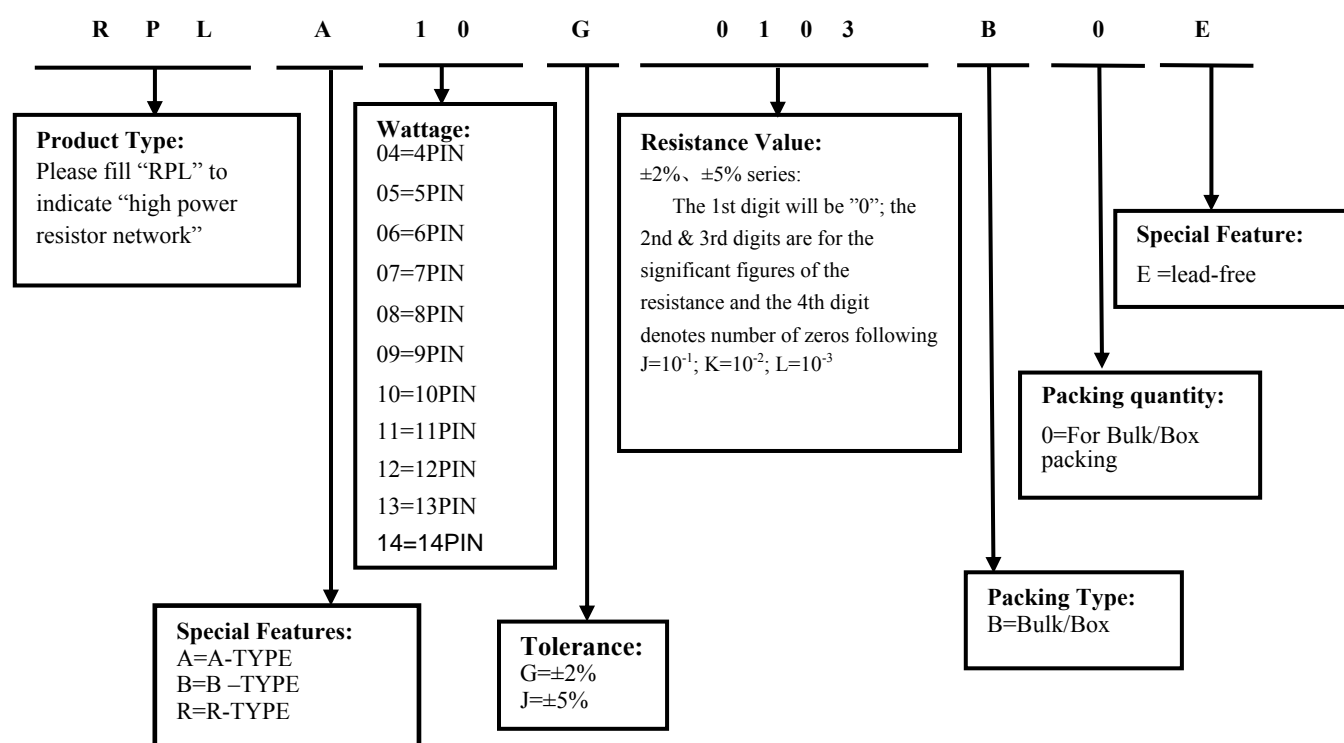 R P L A 1 0 G 0 1 0 3 B 0 E
Product Type:
Please fill “RPL” to
indicate “high power
resistor network”
Wattage:
04=4PIN
05=5PIN
06=6PIN
07=7PIN
08=8PIN
09=9PIN
10=10PIN
11=11PIN
12=12PIN
13=13PIN
14=14PIN
Resistance Value:
±2%、±5% series:
The 1st digit will be ”0”; the
2nd & 3rd digits are for the
significant figures of the
resistance and the 4th digit
denotes number of zeros following
J=10⁻¹; K=10⁻²; L=10⁻³
Special Feature:
E =lead-free
Packing quantity:
0=For Bulk/Box
packing
Packing Type:
B=Bulk/Box
Special Features:
A=A-TYPE
B=B –TYPE
R=R-TYPE
Tolerance:
G=±2%
J=±5%